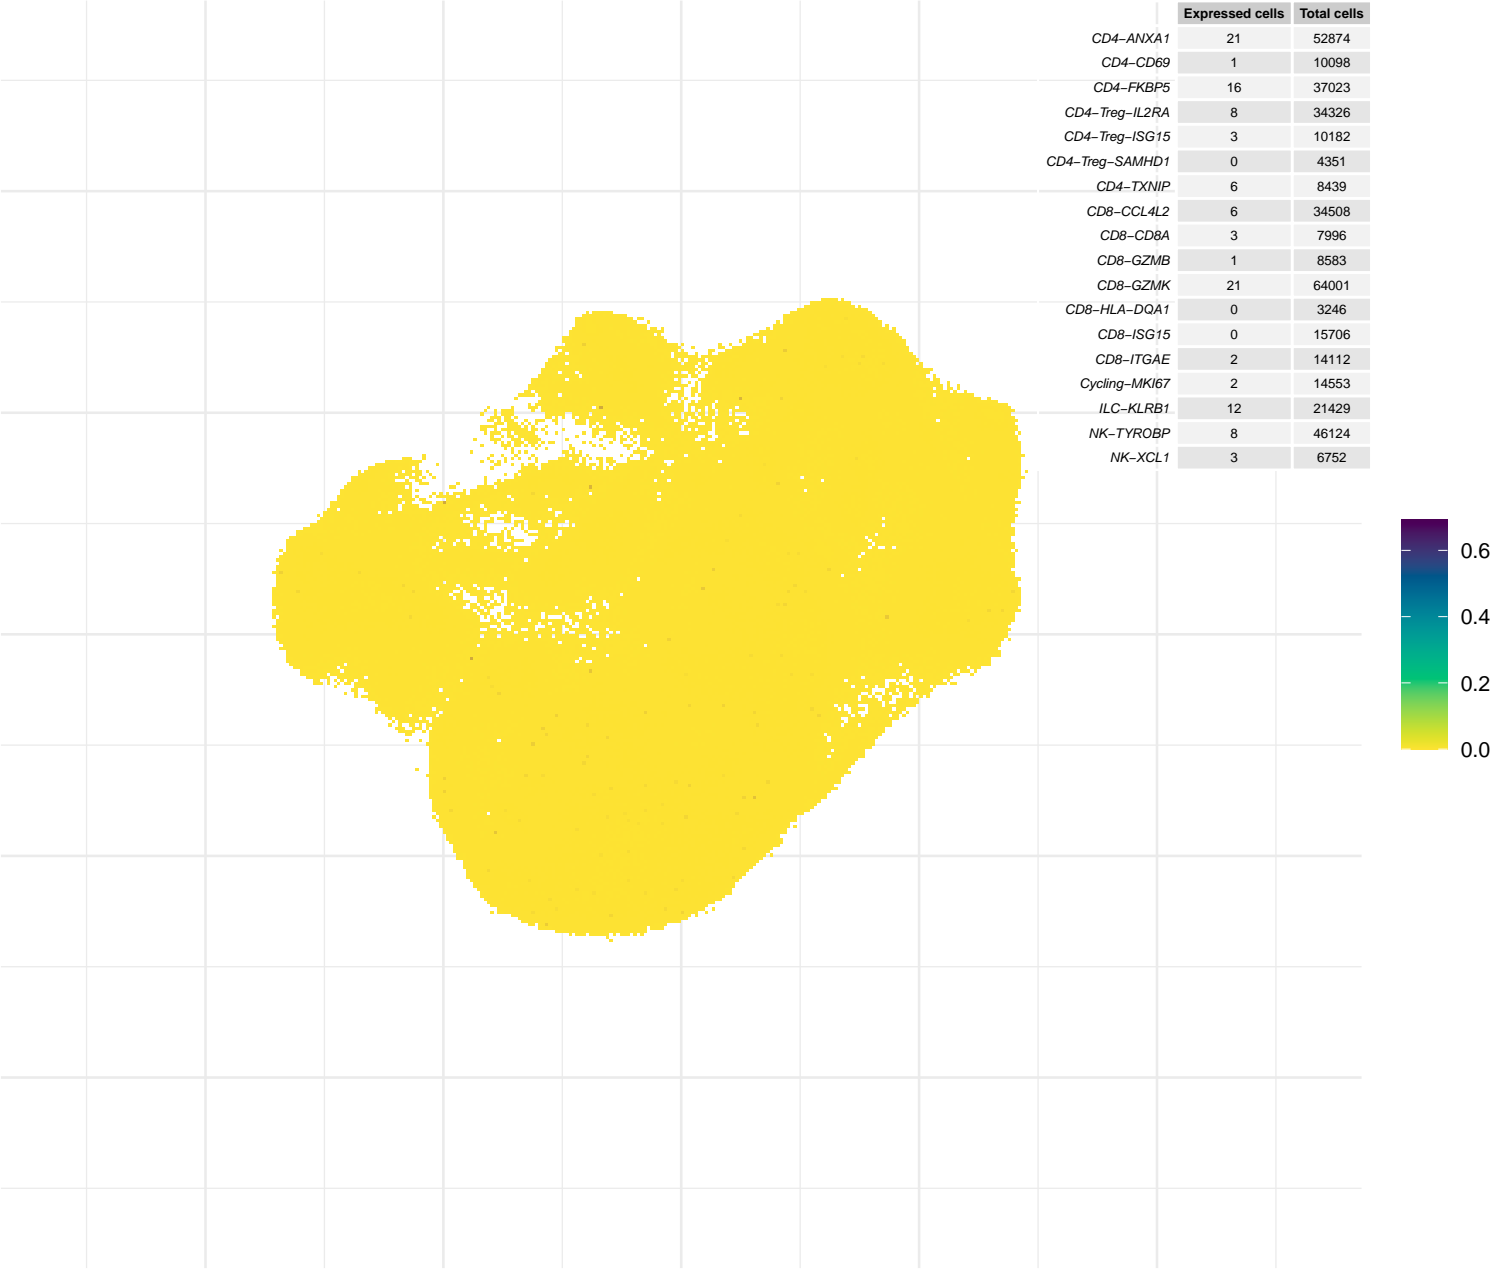 Expressed cells Total cells
CD4−ANXA1 21 52874
CD4−CD69 1 10098
CD4−FKBP5 16 37023
CD4−Treg−IL2RA 8 34326
CD4−Treg−ISG15 3 10182
CD4−Treg−SAMHD1 0 4351
CD4−TXNIP 6 8439
CD8−CCL4L2 6 34508
CD8−CD8A 3 7996
CD8−GZMB 1 8583
CD8−GZMK 21 64001
CD8−HLA−DQA1 0 3246
CD8−ISG15 0 15706
CD8−ITGAE 2 14112
Cycling−MKI67 2 14553
ILC−KLRB1 12 21429
NK−TYROBP 8 46124
NK−XCL1 3 6752
0.6
0.4
0.2
0.0